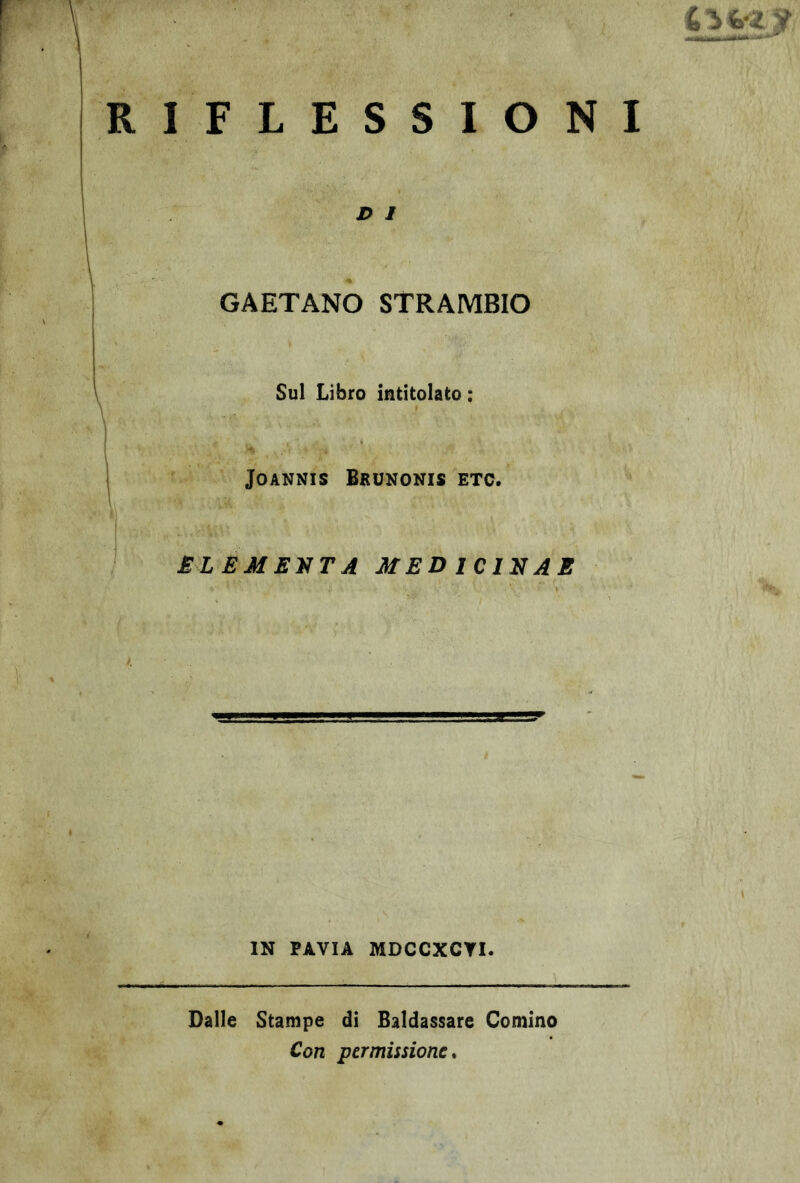 RIFLESSIONI
DI
GAETANO STRAMBIO
Sul Libro intitolato:
JOANNIS BRUNONIS ETC.
ELEMENTA MEDICINAE
IN PAVIA MDCCXCVI.
Dalle Stampe di Baldassare Comino
Con permissione.